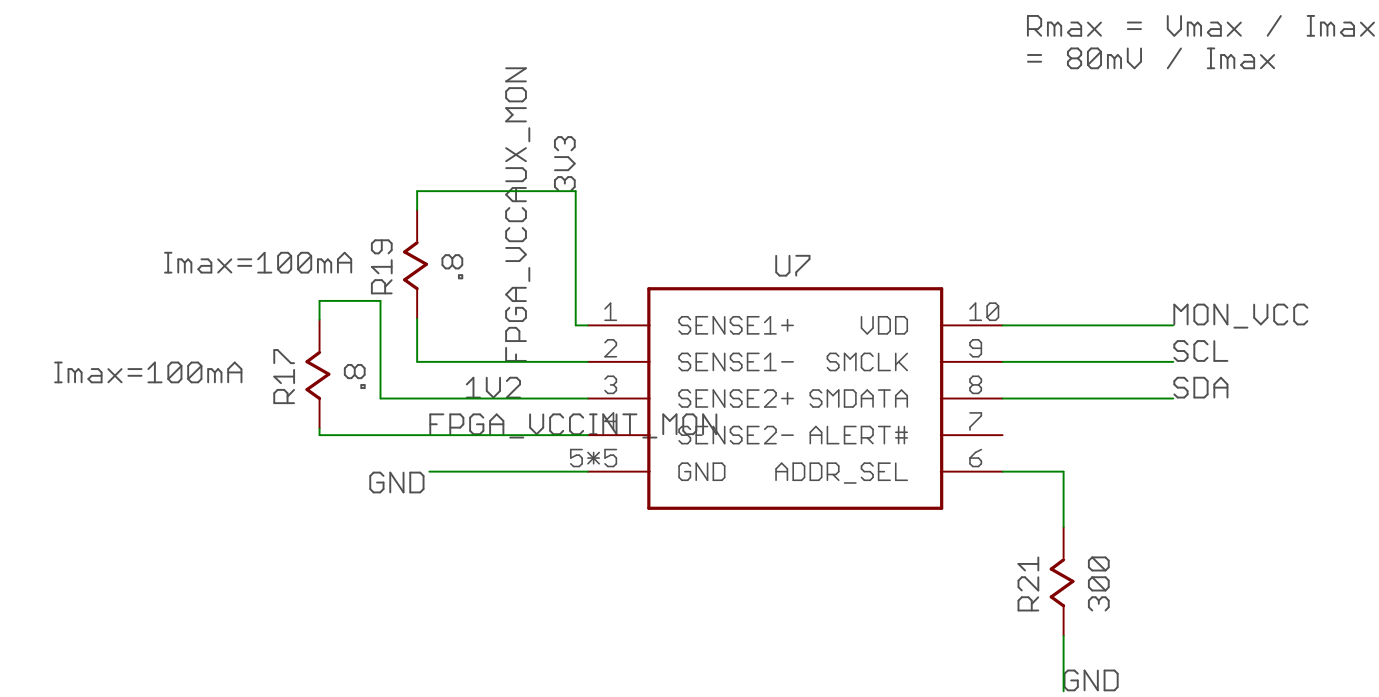 Rmax = Vmax / Imax
= 80mV / Imax
FPGA_VCCAUX_MON
3V3
Imax=100mA
R19
.8
Imax=100mA
R17
.8
U7
1
SENSE1+
VDD
10
MON_VCC
2
SENSE1-
SMCLK
9
SCL
1V2
3
SENSE2+
SMDATA
8
SDA
FPGA_VCCINT_MON
4
SENSE2-
ALERT#
7
GND
5*5
GND
ADDR_SEL
6
R21
300
GND